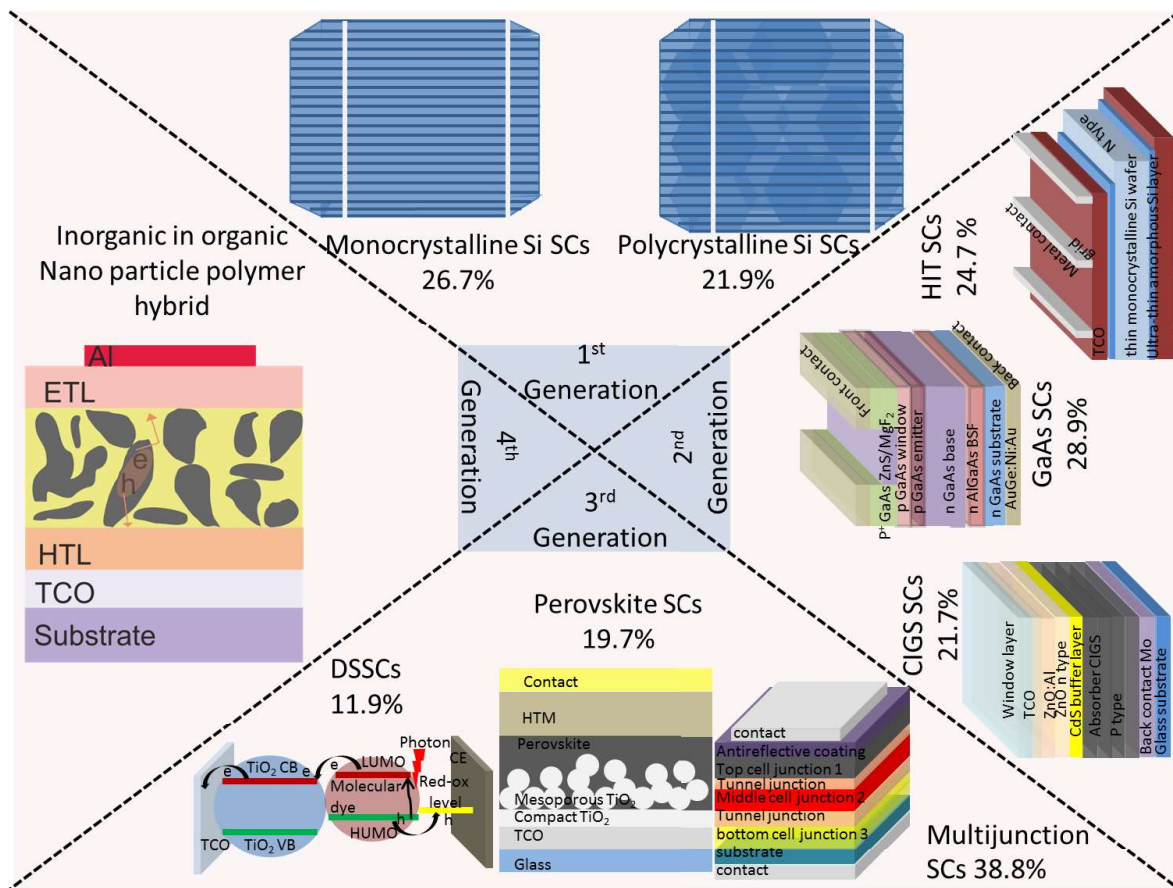 Monocrystalline Si SCs
26.7%
Polycrystalline Si SCs
21.9%
Inorganic in organic
Nano particle polymer
hybrid
Al
ETL
e
h
HTL
TCO
Substrate
1st
Generation
2nd
Generation
3rd
Generation
4th
Generation
HIT SCs
24.7 %
Metal contact
grid
TCO
N type
thin monocrystalline Si wafer
Ultra-thin amorphous Si layer
GaAs SCs
28.9%
Front contact
Back contact
P+ GaAs ZnS/MgF2
p GaAs window
p GaAs emitter
n GaAs base
n AlGaAs BSF
n GaAs substrate
AuGe:Ni:Au
CIGS SCs
21.7%
Window layer
TCO
ZnO:Al
ZnO n type
CdS buffer layer
Absorber CIGS
P type
Back contact Mo
Glass substrate
Perovskite SCs
19.7%
Contact
HTM
Perovskite
Mesoporous TiO2
Compact TiO2
TCO
Glass
DSSCs
11.9%
Photon
CE
e
TiO2 CB
e
e
LUMO
Red-ox
level
Molecular
dye
h
h
HUMO
TCO
TiO2 VB
contact
Antireflective coating
Top cell junction 1
Tunnel junction
Middle cell junction 2
Tunnel junction
bottom cell junction 3
substrate
contact
Multijunction
SCs 38.8%